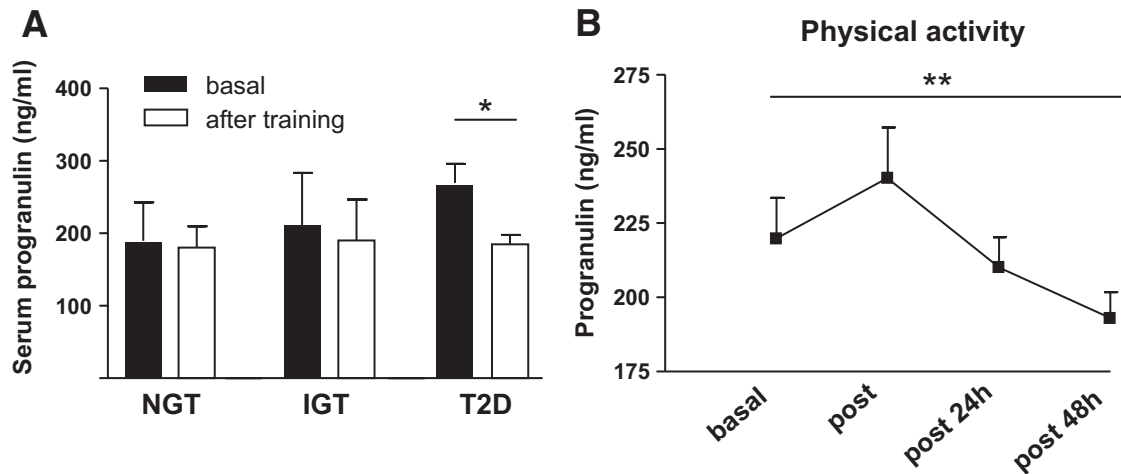 A
Serum progranulin (ng/ml)
400
300
200
100
basal
after training
*
NGT
IGT
T2D
B
Physical activity
Progranulin (ng/ml)
275
250
225
200
175
**
basal
post
post 24h
post 48h